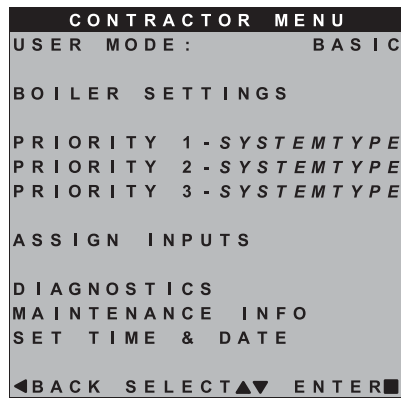 CONTRACTOR MENU
USER MODE: BASIC
BOILER SETTINGS
PRIORITY 1-SYSTEMTYPE
PRIORITY 2-SYSTEMTYPE
PRIORITY 3-SYSTEMTYPE
ASSIGN INPUTS
DIAGNOSTICS
MAINTENANCE INFO
SET TIME & DATE
◀BACK SELECT▲▼ ENTER■